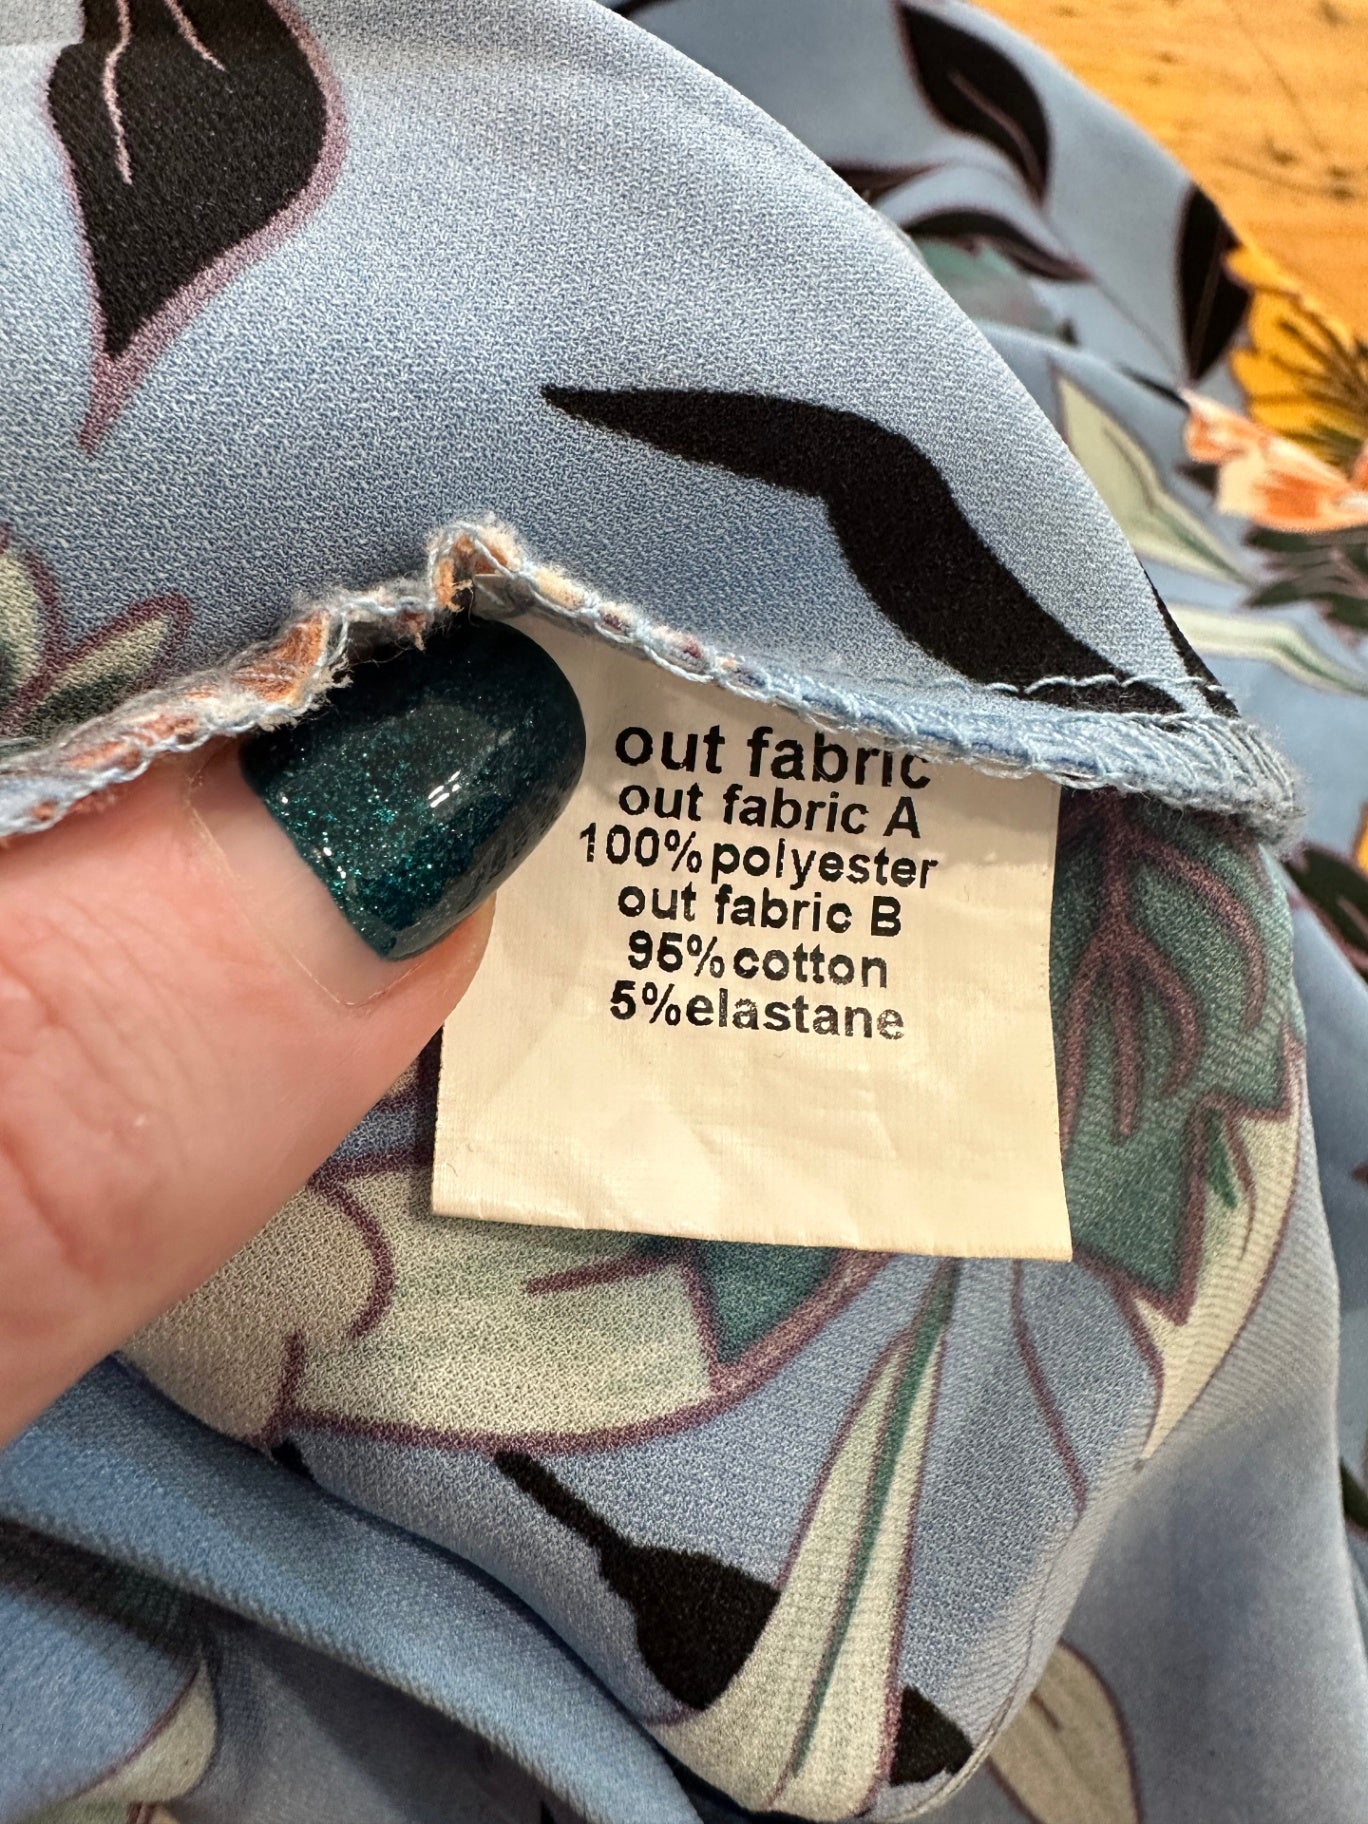 out fabric
out fabric A
100%polyester
out fabric B
95%cotton
5%elastane